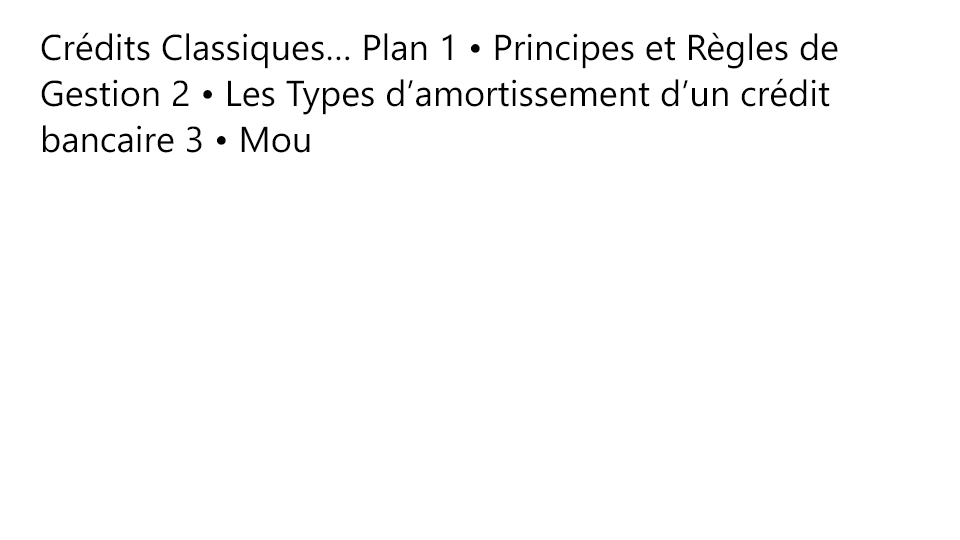 Crédits Classiques… Plan 1 • Principes et Règles de
Gestion 2 • Les Types d’amortissement d’un crédit
bancaire 3 • Mou